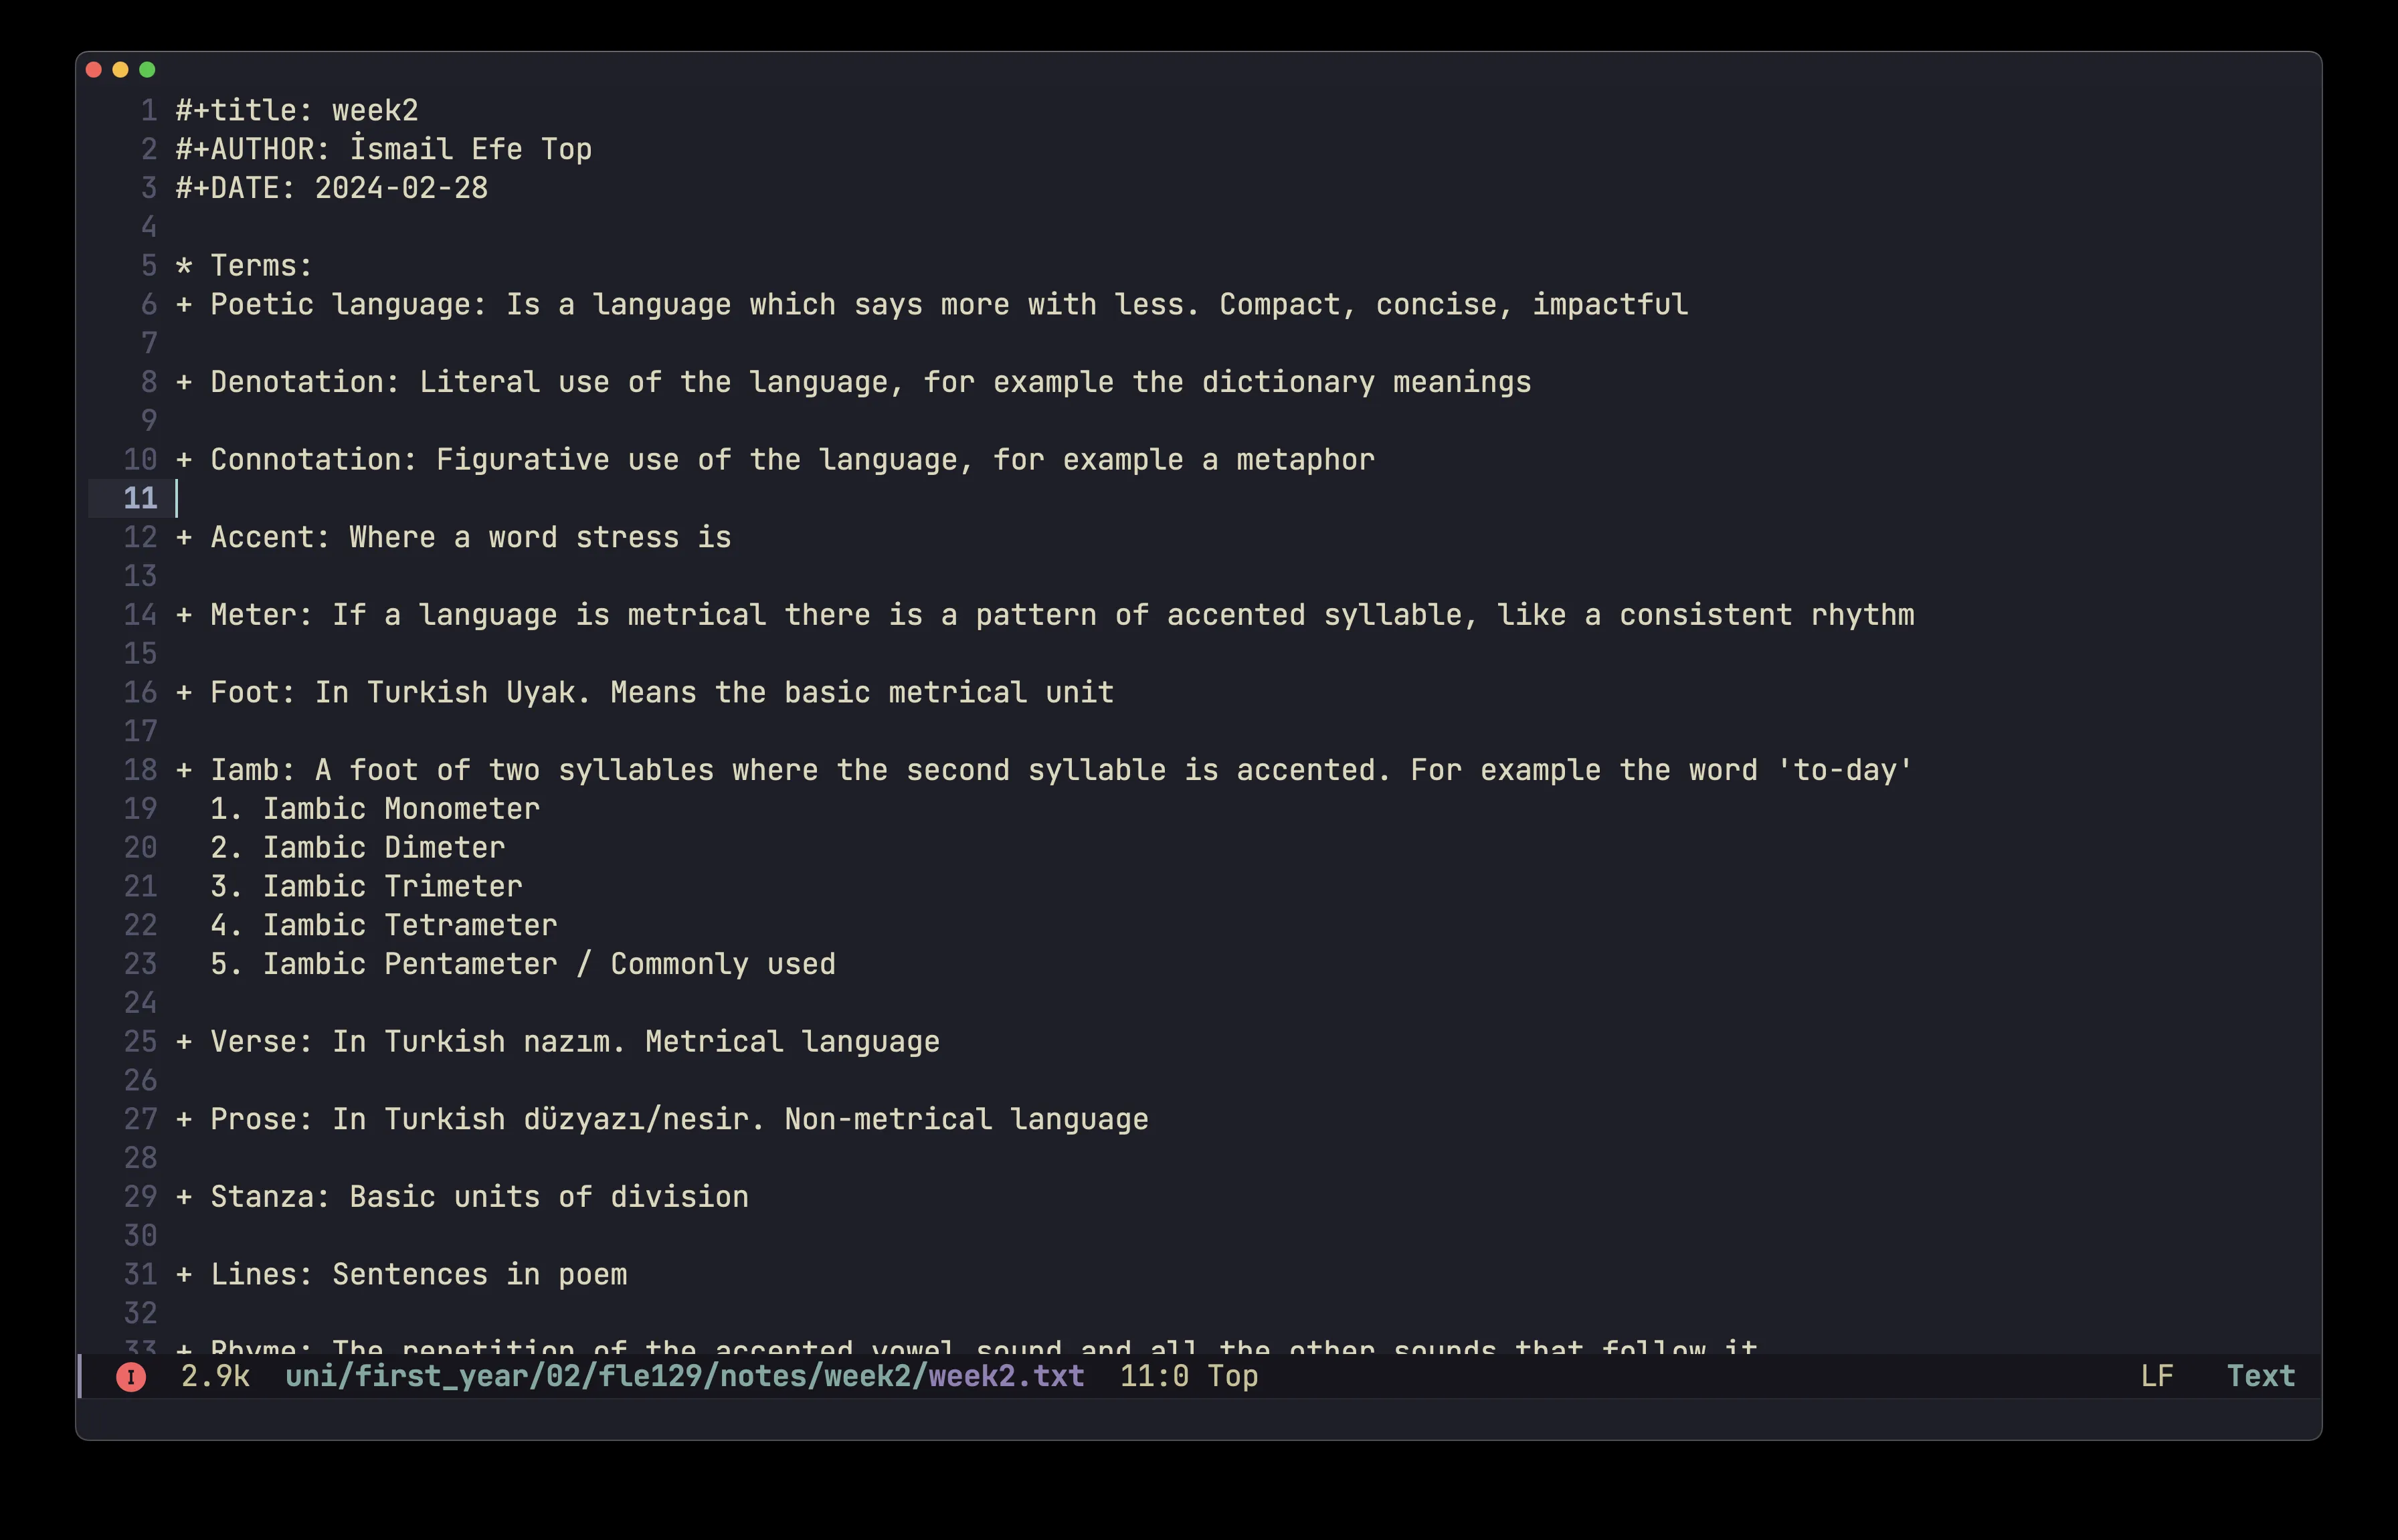 1 #+title: week2
2 #+AUTHOR: İsmail Efe Top
3 #+DATE: 2024-02-28
4
5 * Terms:
6 + Poetic language: Is a language which says more with less. Compact, concise, impactful
7
8 + Denotation: Literal use of the language, for example the dictionary meanings
9
10 + Connotation: Figurative use of the language, for example a metaphor
11
12 + Accent: Where a word stress is
13
14 + Meter: If a language is metrical there is a pattern of accented syllable, like a consistent rhythm
15
16 + Foot: In Turkish Uyak. Means the basic metrical unit
17
18 + Iamb: A foot of two syllables where the second syllable is accented. For example the word 'to-day'
19 1. Iambic Monometer
20 2. Iambic Dimeter
21 3. Iambic Trimeter
22 4. Iambic Tetrameter
23 5. Iambic Pentameter / Commonly used
24
25 + Verse: In Turkish nazım. Metrical language
26
27 + Prose: In Turkish düzyazı/nesir. Non-metrical language
28
29 + Stanza: Basic units of division
30
31 + Lines: Sentences in poem
32
33 + Rhyme: The repetition of the accented vowel sound and all the other sounds that follow it
I 2.9k uni/first_year/02/fle129/notes/week2/week2.txt 11:0 Top LF Text